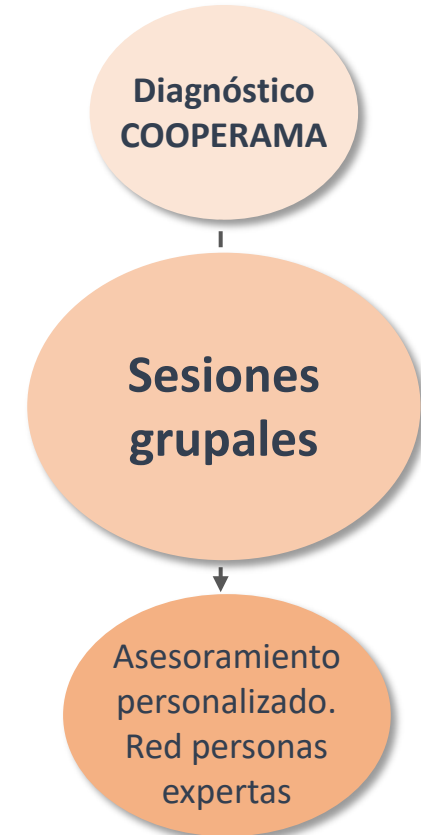 Diagnóstico
COOPERAMA
Sesiones
grupales
Asesoramiento
personalizado.
Red personas
expertas